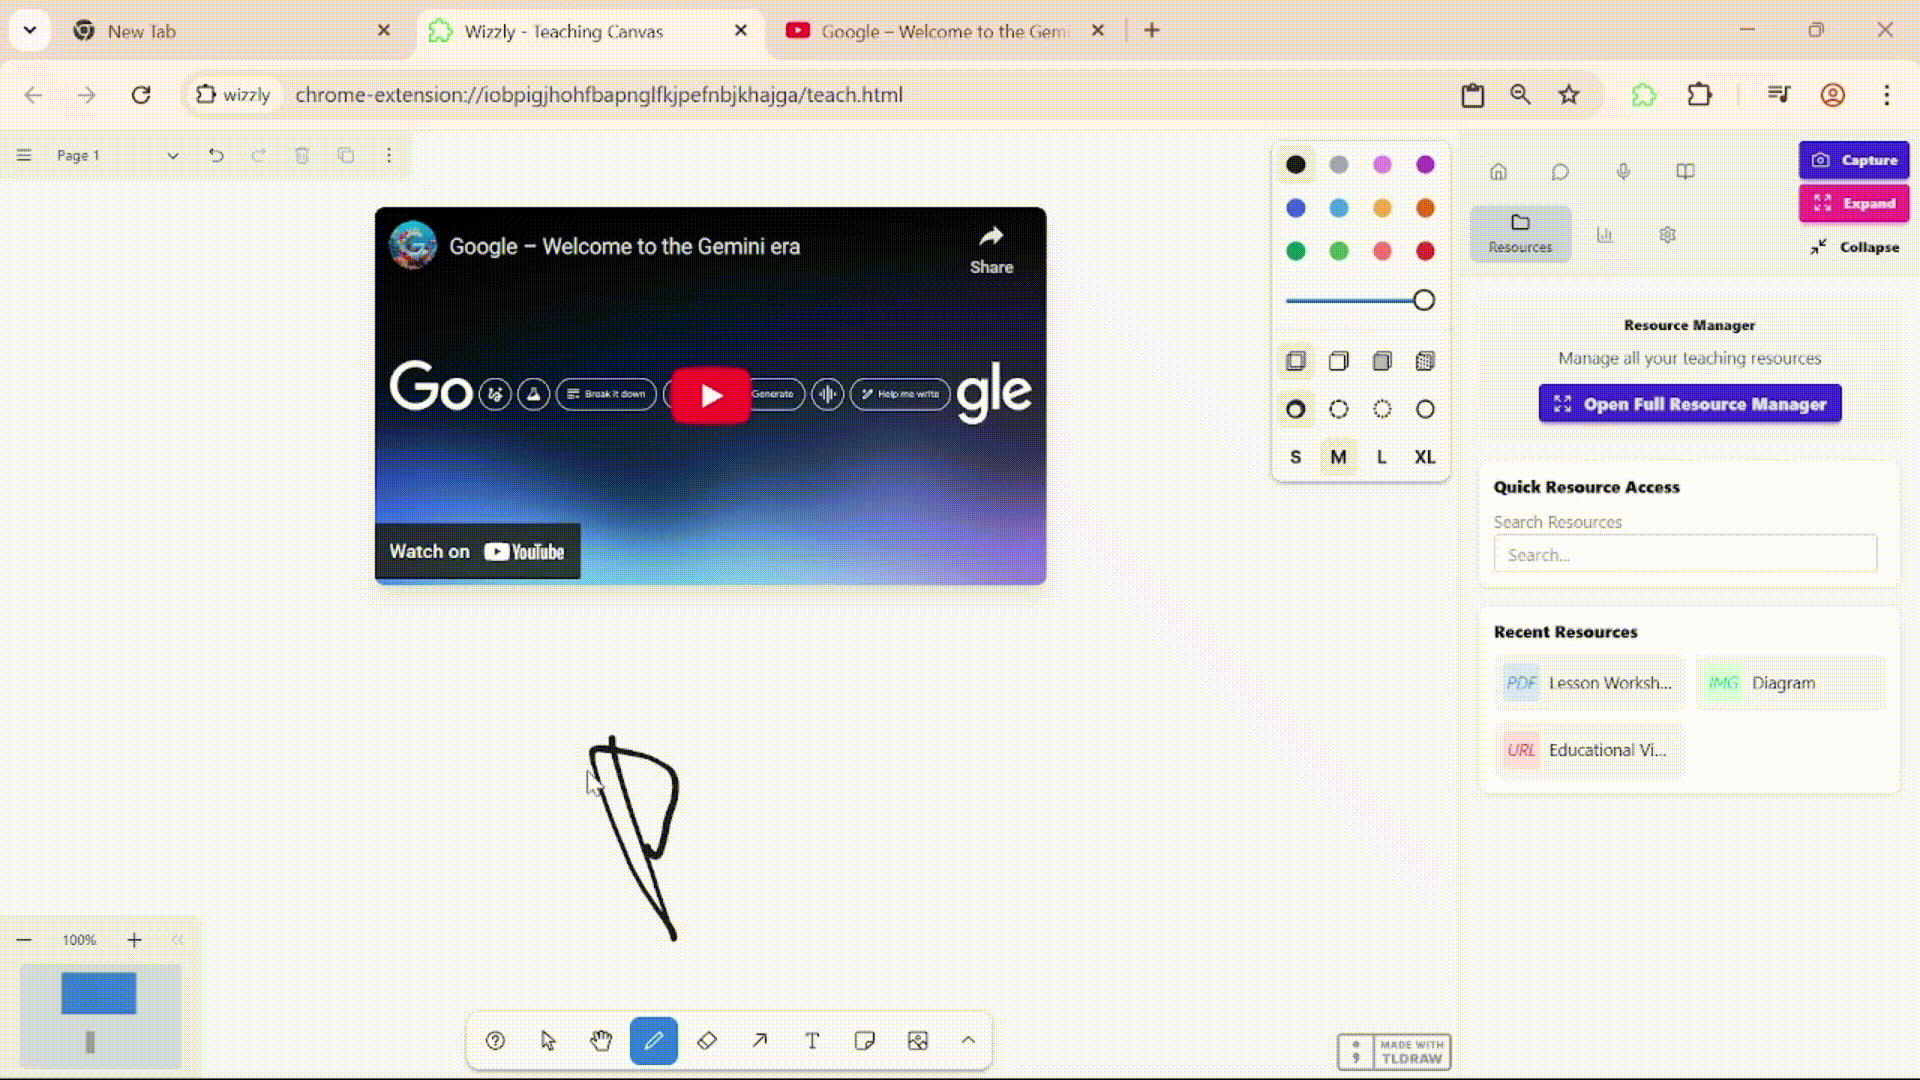 New Tab
Wizzly - Teaching Canvas
Google – Welcome to the Gemi
wizzly
chrome-extension://iobpigjhohfbapnglfkjpefnbjkhajga/teach.html
Page 1
Capture
Expand
Collapse
Resources
Google – Welcome to the Gemini era
Share
Go
Break it down
Generate
Help me write
gle
Watch on YouTube
S M L XL
Resource Manager
Manage all your teaching resources
Open Full Resource Manager
Quick Resource Access
Search Resources
Search...
Recent Resources
PDF Lesson Worksh...
IMG Diagram
URL Educational Vi...
100%
MADE WITH
TLDRAW